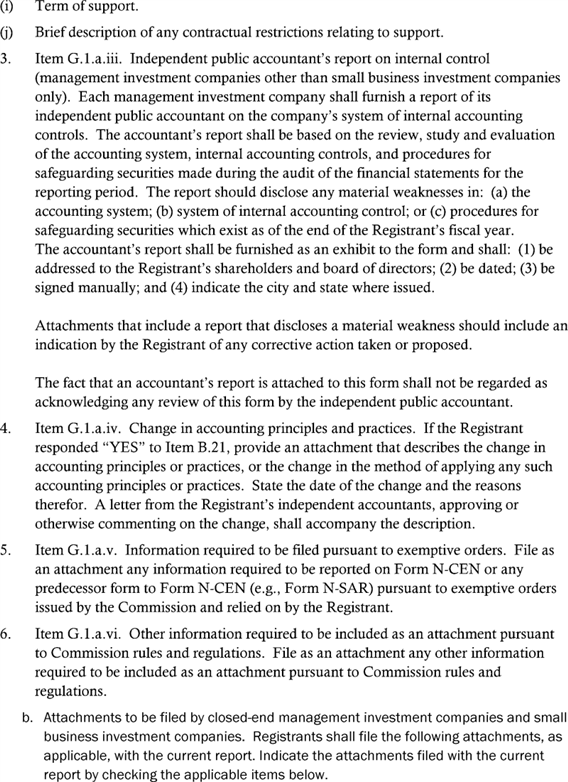 (i) Term of support.
(j) Brief description of any contractual restrictions relating to support.
3. Item G.1.a.iii. Independent public accountant's report on internal control
(management investment companies other than small business investment companies
only). Each management investment company shall furnish a report of its
independent public accountant on the company's system of internal accounting
controls. The accountant's report shall be based on the review, study and evaluation
of the accounting system, internal accounting controls, and procedures for
safeguarding securities made during the audit of the financial statements for the
reporting period. The report should disclose any material weaknesses in: (a) the
accounting system; (b) system of internal accounting control; or (c) procedures for
safeguarding securities which exist as of the end of the Registrant's fiscal year.
The accountant's report shall be furnished as an exhibit to the form and shall: (1) be
addressed to the Registrant's shareholders and board of directors; (2) be dated; (3) be
signed manually; and (4) indicate the city and state where issued.
Attachments that include a report that discloses a material weakness should include an
indication by the Registrant of any corrective action taken or proposed.
The fact that an accountant's report is attached to this form shall not be regarded as
acknowledging any review of this form by the independent public accountant.
4. Item G.1.a.iv. Change in accounting principles and practices. If the Registrant
responded "YES" to Item B.21, provide an attachment that describes the change in
accounting principles or practices, or the change in the method of applying any such
accounting principles or practices. State the date of the change and the reasons
therefor. A letter from the Registrant's independent accountants, approving or
otherwise commenting on the change, shall accompany the description.
5. Item G.1.a.v. Information required to be filed pursuant to exemptive orders. File as
an attachment any information required to be reported on Form N-CEN or any
predecessor form to Form N-CEN (e.g., Form N-SAR) pursuant to exemptive orders
issued by the Commission and relied on by the Registrant.
6. Item G.1.a.vi. Other information required to be included as an attachment pursuant
to Commission rules and regulations. File as an attachment any other information
required to be included as an attachment pursuant to Commission rules and
regulations.
b. Attachments to be filed by closed-end management investment companies and small
business investment companies. Registrants shall file the following attachments, as
applicable, with the current report. Indicate the attachments filed with the current
report by checking the applicable items below.